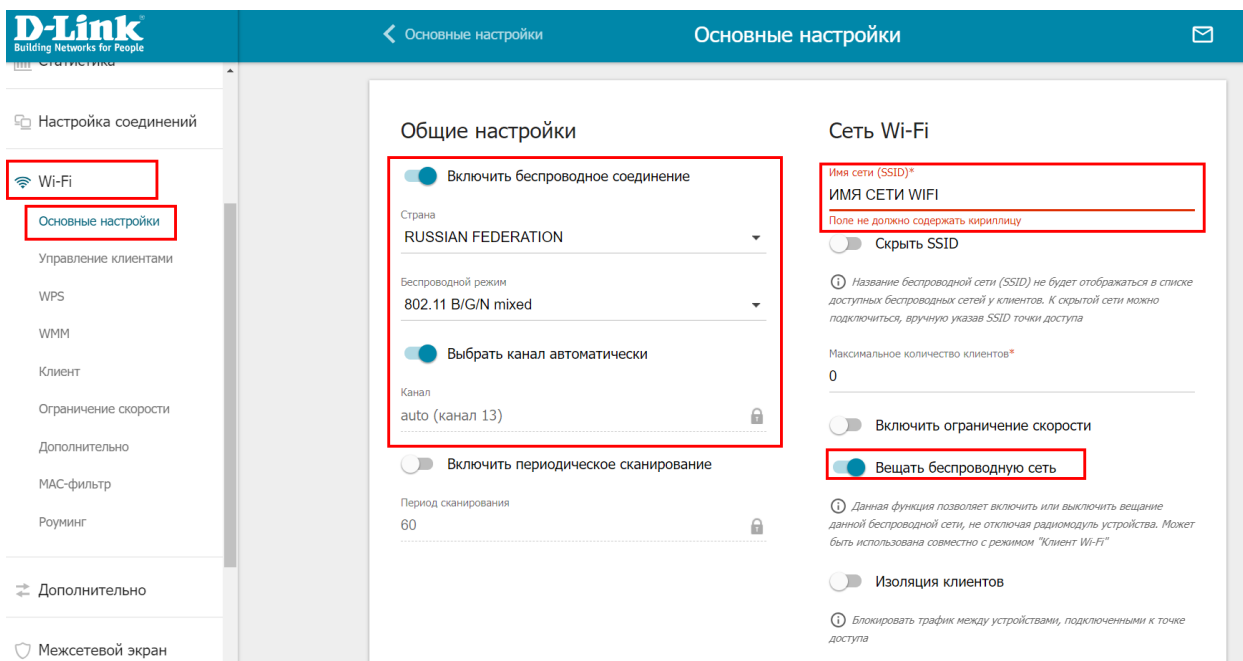 D-Link
Building Networks for People
Основные настройки
Основные настройки
Статистика
Настройка соединений
Wi-Fi
Основные настройки
Управление клиентами
WPS
WMM
Клиент
Ограничение скорости
Дополнительно
MAC-фильтр
Роуминг
Дополнительно
Межсетевой экран
Общие настройки
Включить беспроводное соединение
Страна
RUSSIAN FEDERATION
Беспроводной режим
802.11 B/G/N mixed
Выбрать канал автоматически
Канал
auto (канал 13)
Включить периодическое сканирование
Период сканирования
60
Сеть Wi-Fi
Имя сети (SSID)*
ИМЯ СЕТИ WIFI
Поле не должно содержать кириллицу
Скрыть SSID
Название беспроводной сети (SSID) не будет отображаться в списке
доступных беспроводных сетей у клиентов. К скрытой сети можно
подключиться, вручную указав SSID точки доступа
Максимальное количество клиентов*
0
Включить ограничение скорости
Вещать беспроводную сеть
Данная функция позволяет включить или выключить вещание
данной беспроводной сети, не отключая радиомодуль устройства. Может
быть использована совместно с режимом "Клиент Wi-Fi"
Изоляция клиентов
Блокировать трафик между устройствами, подключенными к точке
доступа